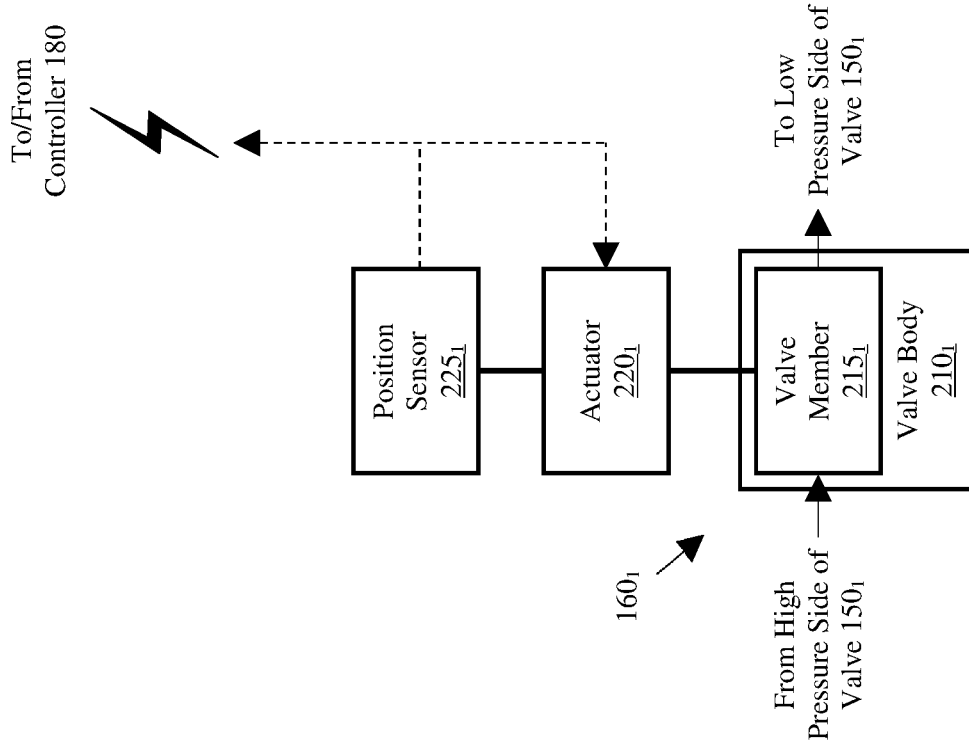 To/From
Controller 180
Position
Sensor
225₁
Actuator
220₁
Valve
Member
215₁
Valve Body
210₁
160₁
From High
Pressure Side of
Valve 150₁
To Low
Pressure Side of
Valve 150₁